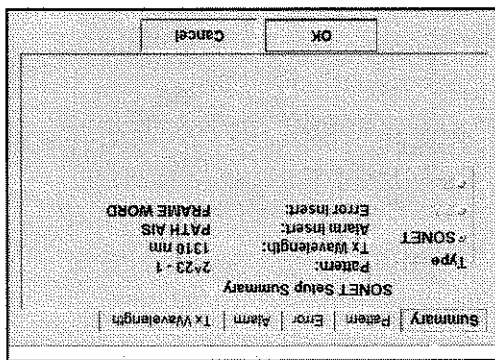 Summary Pattern Error Alarm Tx Wavelength
SONET Setup Summary
Type
SONET
Pattern: 2^23 - 1
Tx Wavelength: 1310 nm
Alarm Insert: PATH AIS
Error Insert: FRAME WORD
OK Cancel